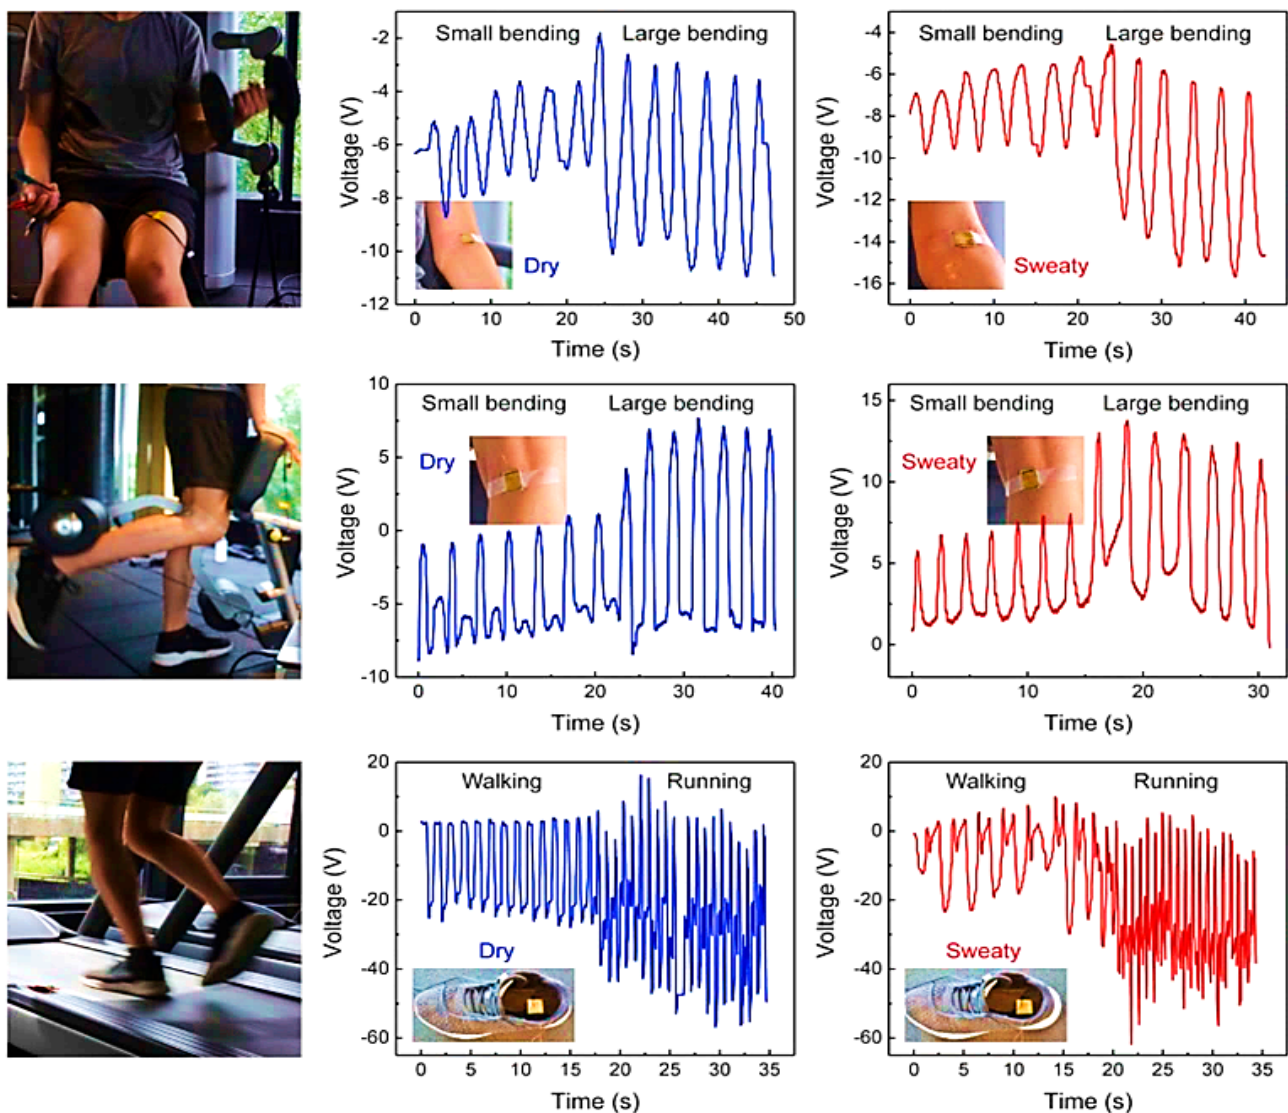 Small bending Large bending
-2
-4
-6
-8
-10
-12
Voltage (V)
Dry
0 10 20 30 40 50
Time (s)
Small bending Large bending
-4
-6
-8
-10
-12
-14
-16
Voltage (V)
Sweaty
0 10 20 30 40
Time (s)
10
5
0
-5
-10
Voltage (V)
Small bending Large bending
Dry
0 10 20 30 40
Time (s)
15
10
5
0
Voltage (V)
Small bending Large bending
Sweaty
0 10 20 30
Time (s)
20
0
-20
-40
-60
Voltage (V)
Walking Running
Dry
0 5 10 15 20 25 30 35
Time (s)
20
0
-20
-40
-60
Voltage (V)
Walking Running
Sweaty
0 5 10 15 20 25 30 35
Time (s)